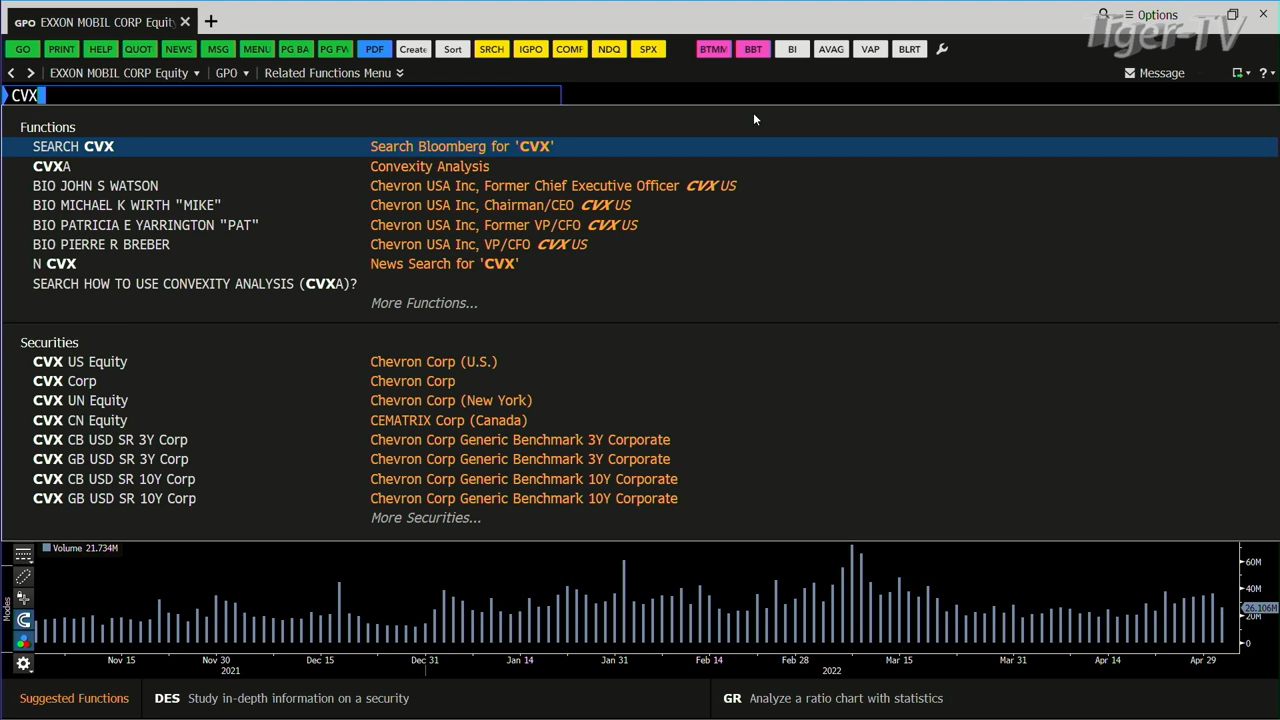 GPO EXXON MOBIL CORP Equity
Options
Tiger-TV
GO PRINT HELP QUOT NEWS MSG MENU PG BA PG FW PDF Create Sort SRCH IGPO COMF NDQ SPX BTMM BBT BI AVAG VAP BLRT
EXXON MOBIL CORP Equity GPO Related Functions Menu Message ?
CVX
Functions
SEARCH CVX Search Bloomberg for 'CVX'
CVXA Convexity Analysis
BIO JOHN S WATSON Chevron USA Inc, Former Chief Executive Officer CVX US
BIO MICHAEL K WIRTH "MIKE" Chevron USA Inc, Chairman/CEO CVX US
BIO PATRICIA E YARRINGTON "PAT" Chevron USA Inc, Former VP/CFO CVX US
BIO PIERRE R BREBER Chevron USA Inc, VP/CFO CVX US
N CVX News Search for 'CVX'
SEARCH HOW TO USE CONVEXITY ANALYSIS (CVXA)?
More Functions...
Securities
CVX US Equity Chevron Corp (U.S.)
CVX Corp Chevron Corp
CVX UN Equity Chevron Corp (New York)
CVX CN Equity CEMATRIX Corp (Canada)
CVX CB USD SR 3Y Corp Chevron Corp Generic Benchmark 3Y Corporate
CVX GB USD SR 3Y Corp Chevron Corp Generic Benchmark 3Y Corporate
CVX CB USD SR 10Y Corp Chevron Corp Generic Benchmark 10Y Corporate
CVX GB USD SR 10Y Corp Chevron Corp Generic Benchmark 10Y Corporate
More Securities...
Volume 21.734M
60M
40M
26.106M
20M
0
Modes
Nov 15 Nov 30 Dec 15 Dec 31 Jan 14 Jan 31 Feb 14 Feb 28 Mar 15 Mar 31 Apr 14 Apr 29
2021 2022
Suggested Functions DES Study in-depth information on a security GR Analyze a ratio chart with statistics